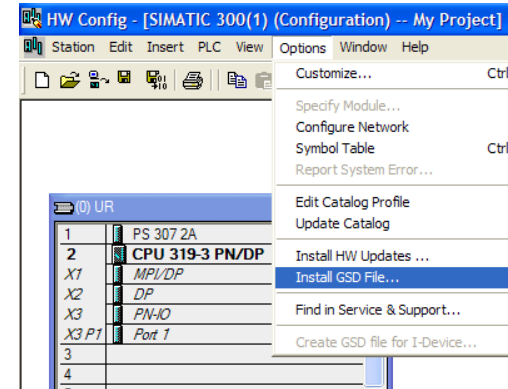 HW Config - [SIMATIC 300(1) (Configuration) -- My Project]
Station Edit Insert PLC View Options Window Help
Customize... Ctrl
Specify Module...
Configure Network
Symbol Table Ctrl
Report System Error...
Edit Catalog Profile
Update Catalog
Install HW Updates ...
Install GSD File...
Find in Service & Support...
Create GSD file for I-Device...
(0) UR
1 PS 307 2A
2 CPU 319-3 PN/DP
X1 MPI/DP
X2 DP
X3 PN-IO
X3 P1 Port 1
3
4